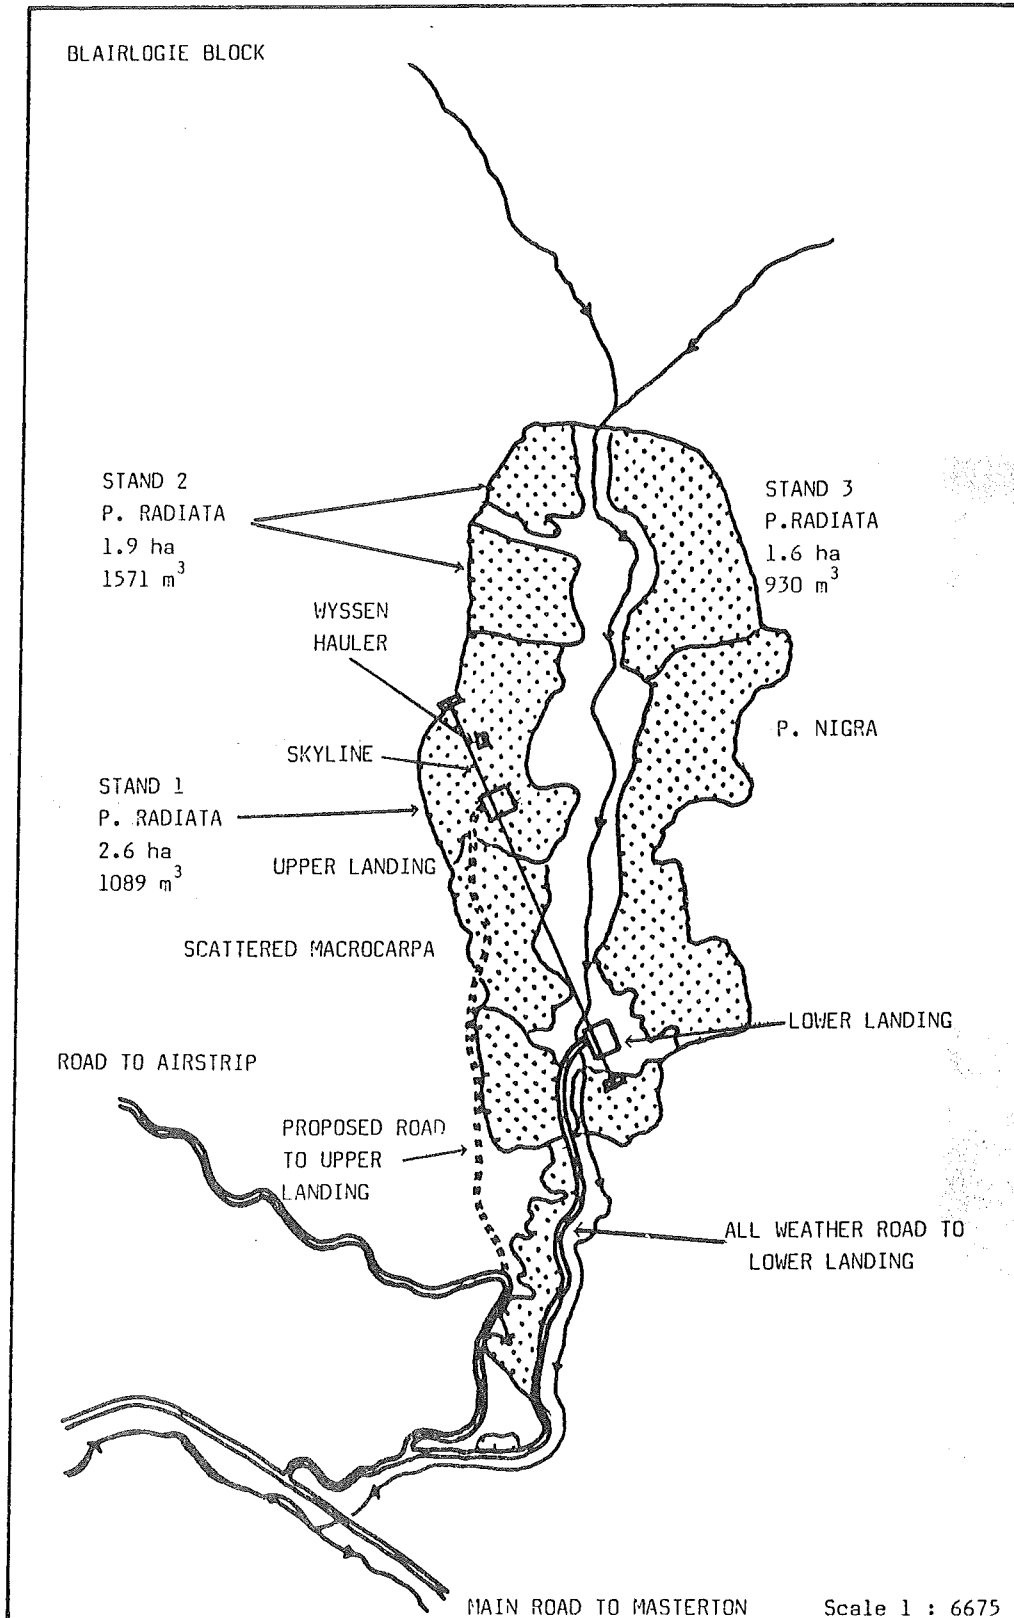 BLAIRLOGIE BLOCK
STAND 2
P. RADIATA
1.9 ha
1571 m³
STAND 3
P.RADIATA
1.6 ha
930 m³
WYSSEN
HAULER
P. NIGRA
SKYLINE
STAND 1
P. RADIATA
2.6 ha
1089 m³
UPPER LANDING
SCATTERED MACROCARPA
LOWER LANDING
ROAD TO AIRSTRIP
PROPOSED ROAD
TO UPPER
LANDING
ALL WEATHER ROAD TO
LOWER LANDING
MAIN ROAD TO MASTERTON
Scale 1 : 6675